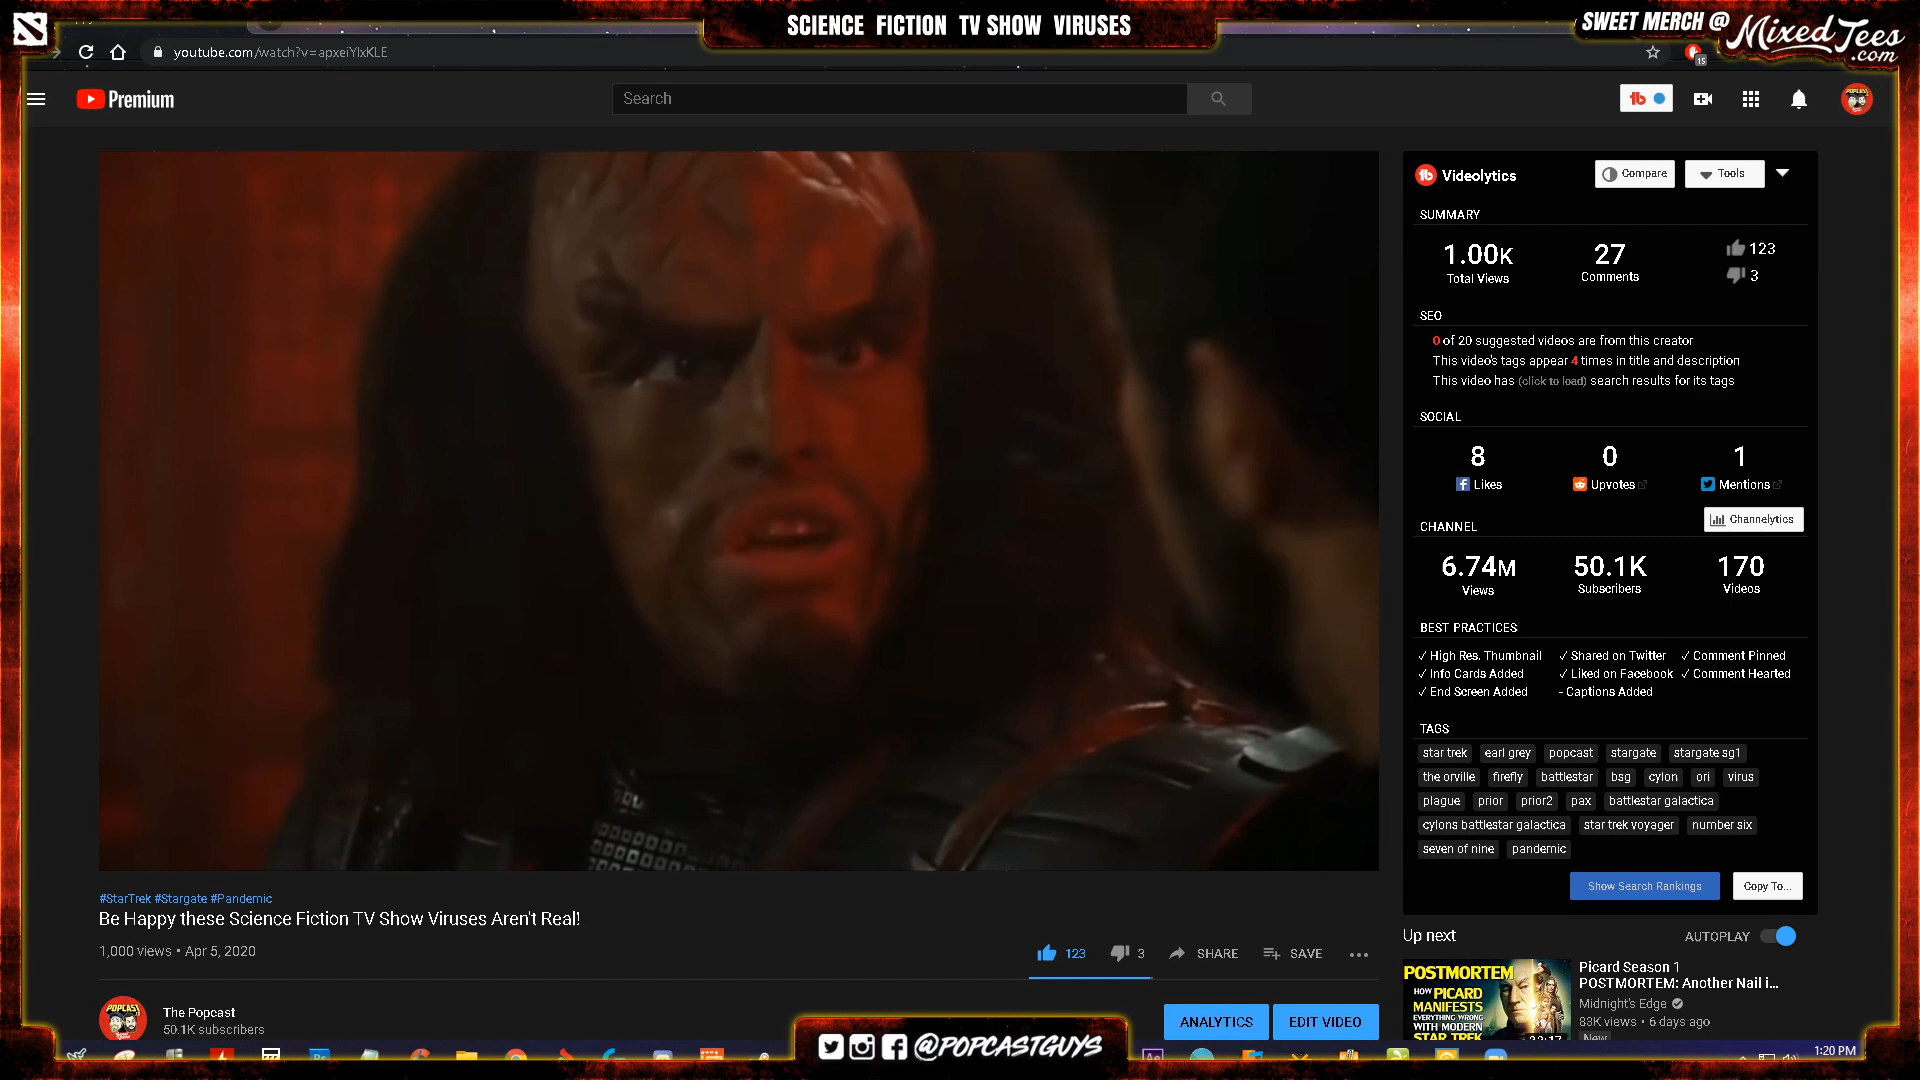 SCIENCE FICTION TV SHOW VIRUSES
SWEET MERCH @
MixedTees
.com
youtube.com/watch?v=apxeiYlxKLE
15
Premium
Search
Videolytics
Compare
Tools
SUMMARY
1.00K
27
123
Total Views
Comments
3
SEO
0 of 20 suggested videos are from this creator
This video's tags appear 4 times in title and description
This video has (click to load) search results for its tags
SOCIAL
8
0
1
Likes
Upvotes
Mentions
CHANNEL
Channelytics
6.74M
50.1K
170
Views
Subscribers
Videos
BEST PRACTICES
✓ High Res. Thumbnail ✓ Shared on Twitter ✓ Comment Pinned
✓ Info Cards Added ✓ Liked on Facebook ✓ Comment Hearted
✓ End Screen Added - Captions Added
TAGS
star trek earl grey popcast stargate stargate sg1
the orville firefly battlestar bsg cylon ori virus
plague prior prior2 pax battlestar galactica
cylons battlestar galactica star trek voyager number six
seven of nine pandemic
Show Search Rankings
Copy To...
#StarTrek #Stargate #Pandemic
Be Happy these Science Fiction TV Show Viruses Aren't Real!
1,000 views • Apr 5, 2020
123
3
SHARE
SAVE
POPCAST
The Popcast
50.1K subscribers
ANALYTICS
EDIT VIDEO
Up next
AUTOPLAY
POSTMORTEM
HOW PICARD
MANIFESTS
EVERYTHING WRONG
WITH MODERN
STAR TREK
Picard Season 1
POSTMORTEM: Another Nail i...
Midnight's Edge
83K views • 6 days ago
New
@POPCASTGUYS
1:20 PM